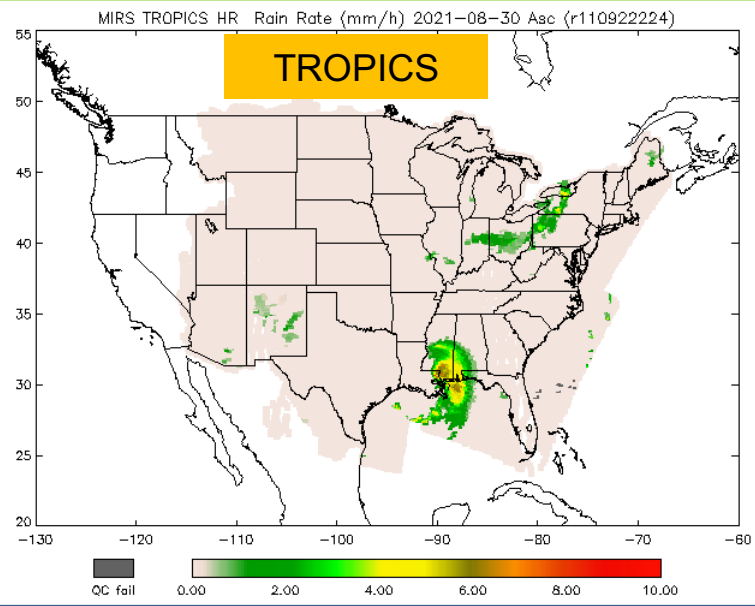 MIRS TROPICS HR Rain Rate (mm/h) 2021-08-30 Asc (r110922224)
TROPICS
55
50
45
40
35
30
25
20
-130 -120 -110 -100 -90 -80 -70 -60
QC fail 0.00 2.00 4.00 6.00 8.00 10.00